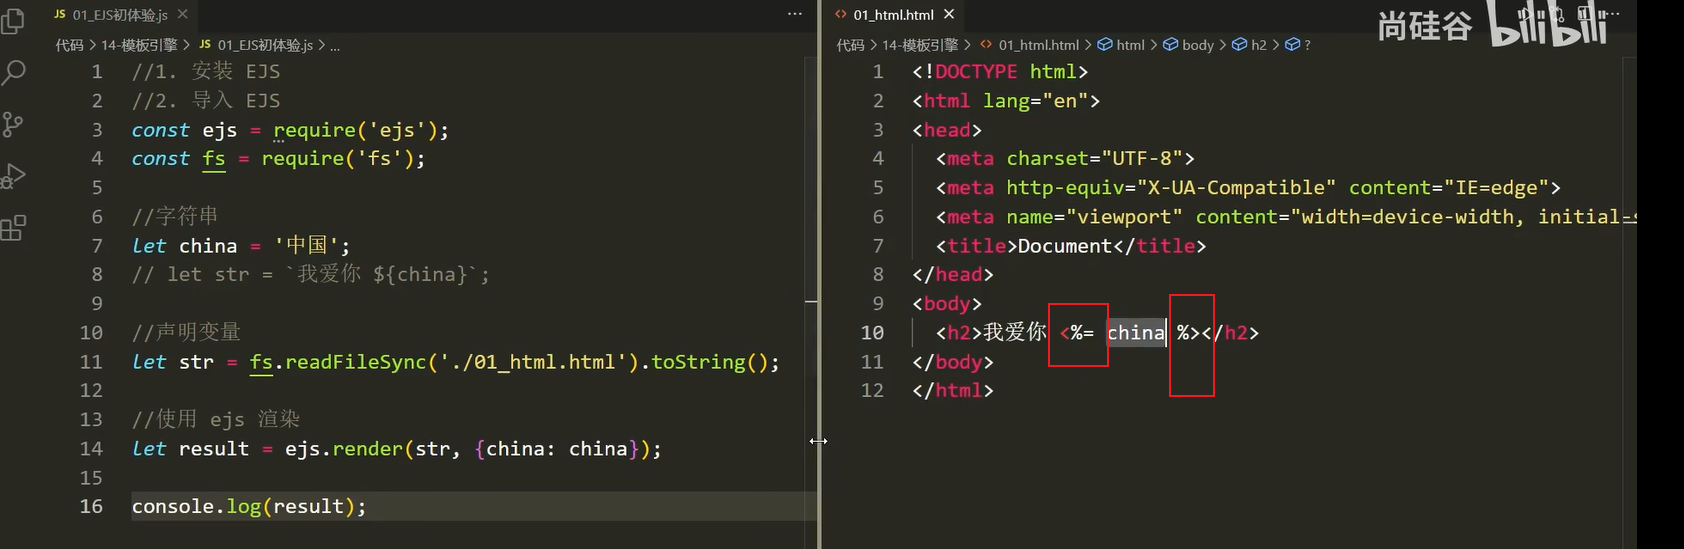 JS 01_EJS初体验.js × ···
代码 > 14-模板引擎 > JS 01_EJS初体验.js > ...
1 //1. 安装 EJS
2 //2. 导入 EJS
3 const ejs = require('ejs');
4 const fs = require('fs');
5
6 //字符串
7 let china = '中国';
8 // let str = `我爱你 ${china}`;
9
10 //声明变量
11 let str = fs.readFileSync('./01_html.html').toString();
12
13 //使用 ejs 渲染
14 let result = ejs.render(str, {china: china});
15
16 console.log(result);
<> 01_html.html × ···
尚硅谷 bilibili
代码 > 14-模板引擎 > <> 01_html.html > html > body > h2 > ?
1 <!DOCTYPE html>
2 <html lang="en">
3 <head>
4 <meta charset="UTF-8">
5 <meta http-equiv="X-UA-Compatible" content="IE=edge">
6 <meta name="viewport" content="width=device-width, initial-s
7 <title>Document</title>
8 </head>
9 <body>
10 <h2>我爱你 <%= china %></h2>
11 </body>
12 </html>